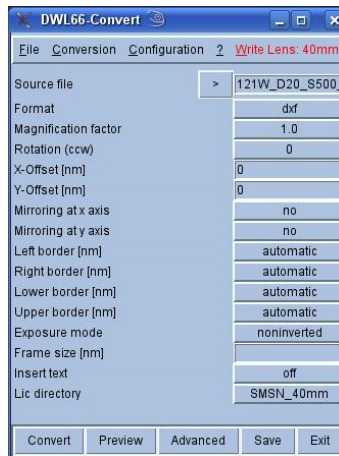 DWL66-Convert
File Conversion Configuration ? Write Lens: 40mm
Source file > 121W_D20_S500_
Format dxf
Magnification factor 1.0
Rotation (ccw) 0
X-Offset [nm] 0
Y-Offset [nm] 0
Mirroring at x axis no
Mirroring at y axis no
Left border [nm] automatic
Right border [nm] automatic
Lower border [nm] automatic
Upper border [nm] automatic
Exposure mode noninverted
Frame size [nm]
Insert text off
Lic directory SMSN_40mm
Convert Preview Advanced Save Exit